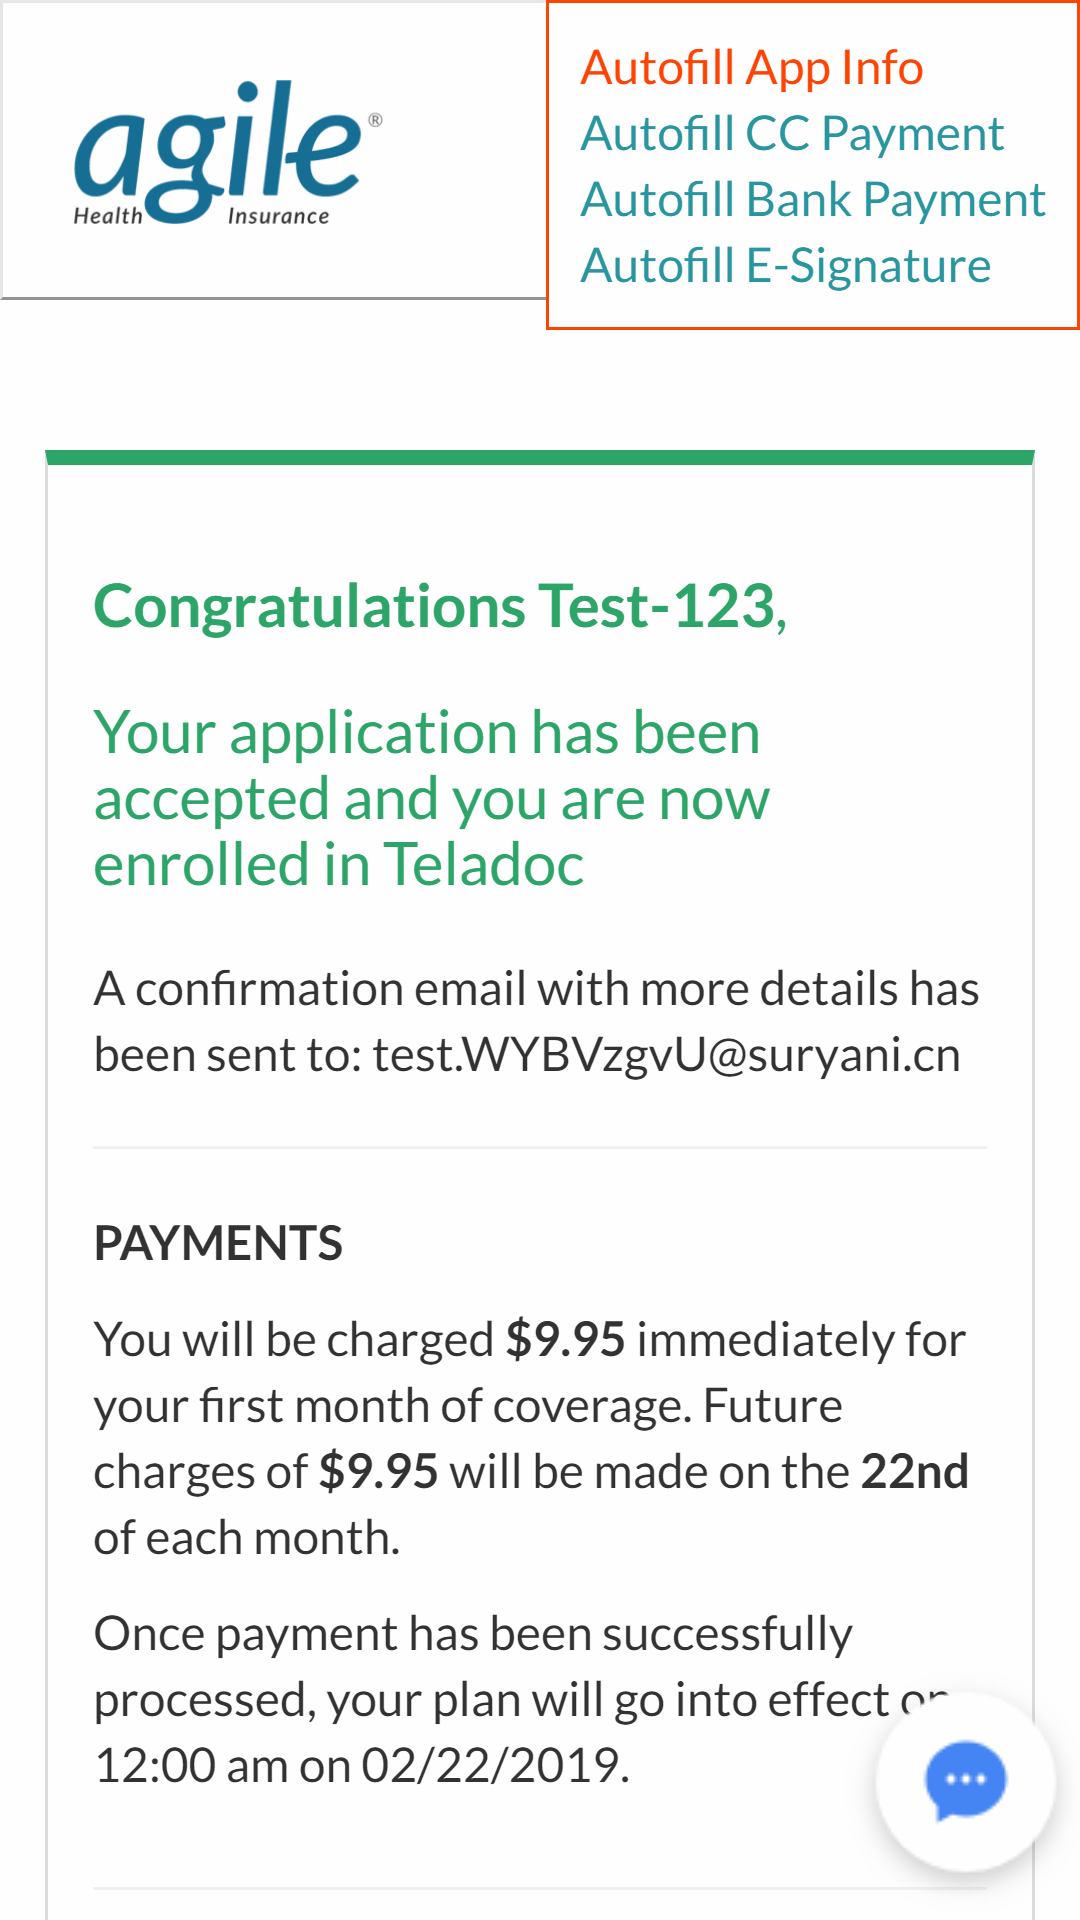 agile®
Health Insurance
Autofill App Info
Autofill CC Payment
Autofill Bank Payment
Autofill E-Signature
Congratulations Test-123,
Your application has been
accepted and you are now
enrolled in Teladoc
A confirmation email with more details has
been sent to: test.WYBVzgvU@suryani.cn
PAYMENTS
You will be charged $9.95 immediately for
your first month of coverage. Future
charges of $9.95 will be made on the 22nd
of each month.
Once payment has been successfully
processed, your plan will go into effect on
12:00 am on 02/22/2019.